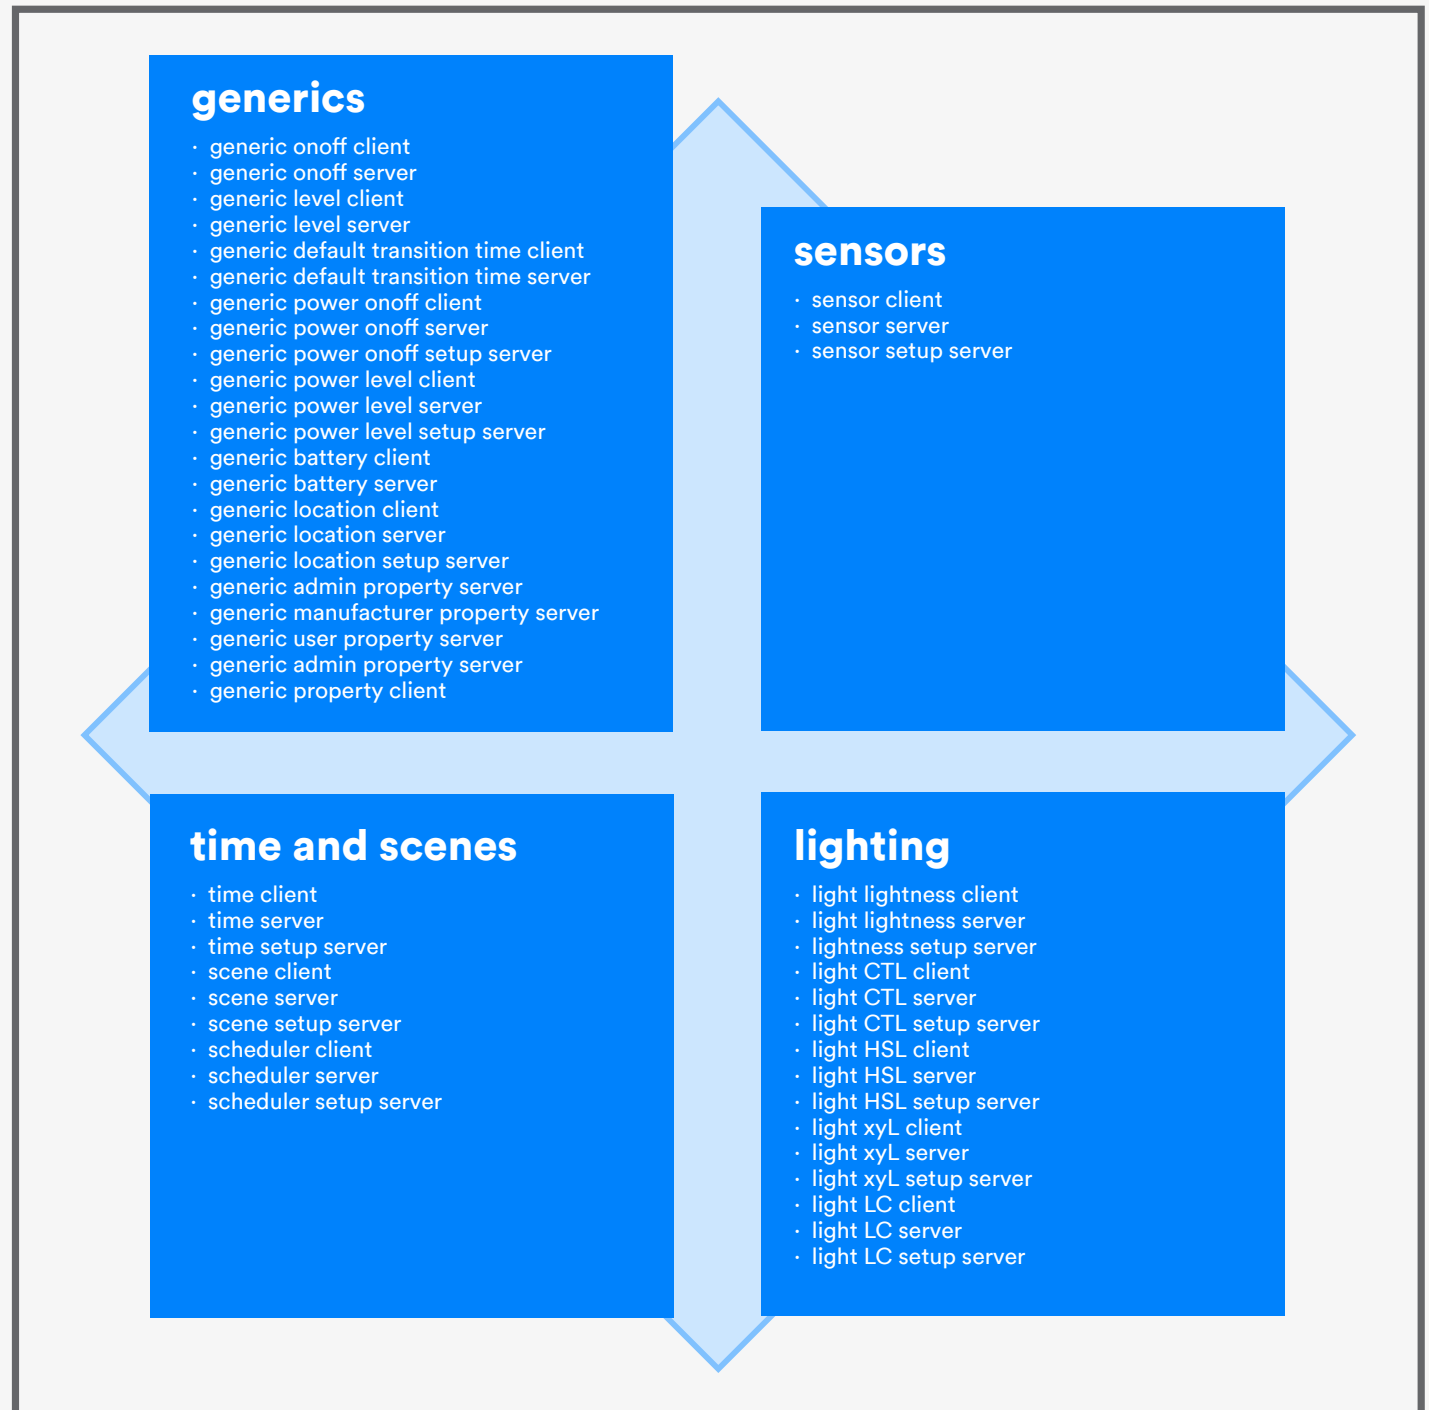 generics
· generic onoff client
· generic onoff server
· generic level client
· generic level server
· generic default transition time client
· generic default transition time server
· generic power onoff client
· generic power onoff server
· generic power onoff setup server
· generic power level client
· generic power level server
· generic power level setup server
· generic battery client
· generic battery server
· generic location client
· generic location server
· generic location setup server
· generic admin property server
· generic manufacturer property server
· generic user property server
· generic admin property server
· generic property client
sensors
· sensor client
· sensor server
· sensor setup server
time and scenes
· time client
· time server
· time setup server
· scene client
· scene server
· scene setup server
· scheduler client
· scheduler server
· scheduler setup server
lighting
· light lightness client
· light lightness server
· lightness setup server
· light CTL client
· light CTL server
· light CTL setup server
· light HSL client
· light HSL server
· light HSL setup server
· light xyL client
· light xyL server
· light xyL setup server
· light LC client
· light LC server
· light LC setup server